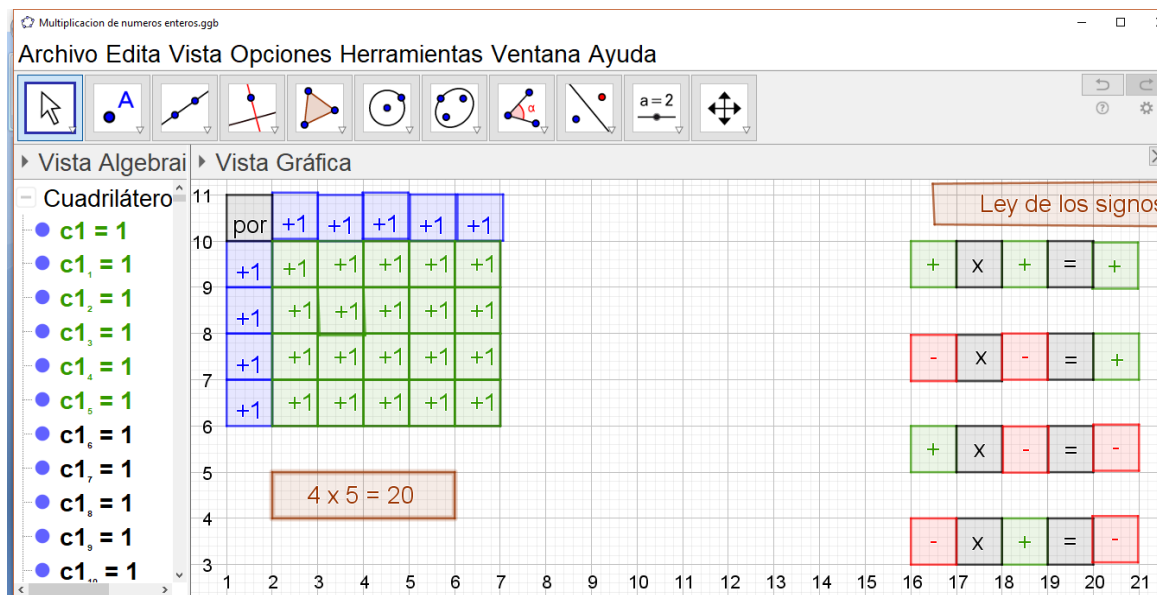 Multiplicacion de numeros enteros.ggb
Archivo Edita Vista Opciones Herramientas Ventana Ayuda
A α a = 2
Vista Algebrai Vista Gráfica
Cuadrilátero
c1 = 1
c1₁ = 1
c1₂ = 1
c1₃ = 1
c1₄ = 1
c1₅ = 1
c1₆ = 1
c1₇ = 1
c1₈ = 1
c1₉ = 1
c1₁₀ = 1
11
por +1 +1 +1 +1 +1
10
+1 +1 +1 +1 +1 +1
9
+1 +1 +1 +1 +1 +1
8
+1 +1 +1 +1 +1 +1
7
+1 +1 +1 +1 +1 +1
6
5
4 x 5 = 20
4
3
1 2 3 4 5 6 7 8 9 10 11 12 13 14 15 16 17 18 19 20 21
Ley de los signos
+ x + = +
- x - = +
+ x - = -
- x + = -